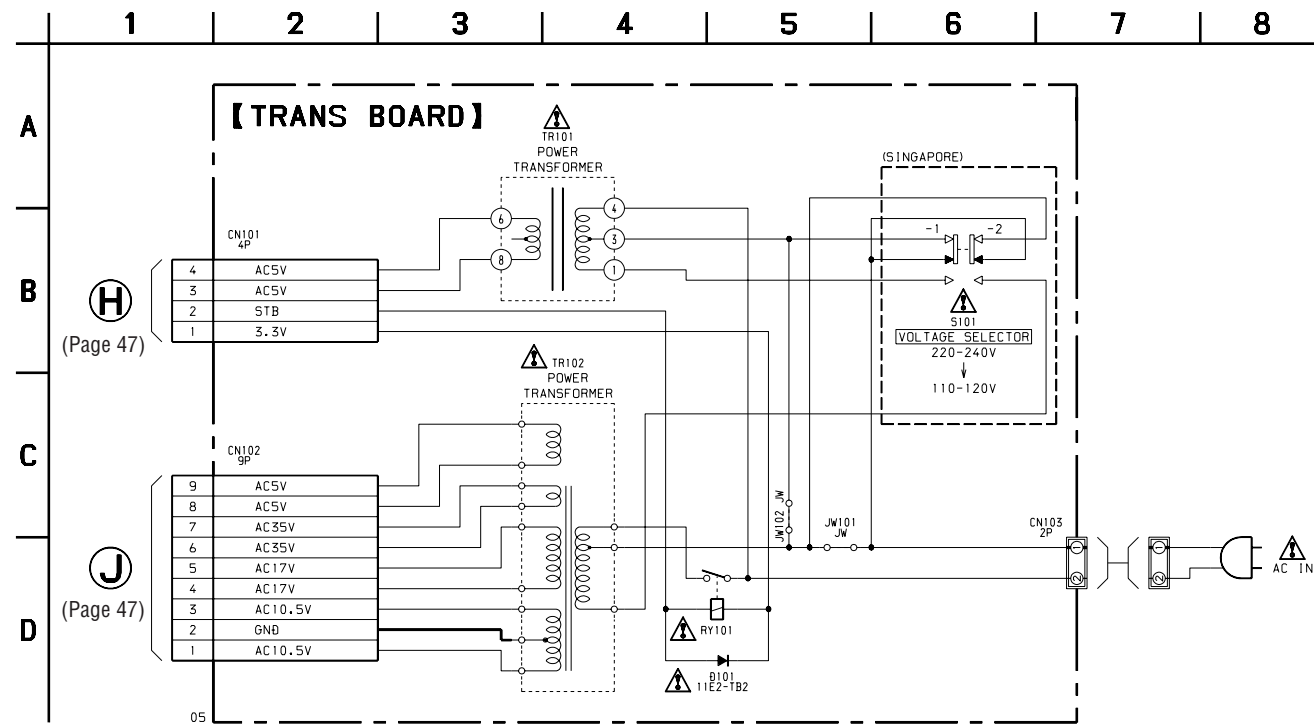 1 2 3 4 5 6 7 8
A
【TRANS BOARD】
TR101
POWER
TRANSFORMER
(SINGAPORE)
B
H
(Page 47)
CN101
4P
4 AC5V
3 AC5V
2 STB
1 3.3V
6
8
4
3
1
-1 -2
S101
VOLTAGE SELECTOR
220-240V
110-120V
TR102
POWER
TRANSFORMER
C
CN102
9P
9 AC5V
8 AC5V
7 AC35V
6 AC35V
5 AC17V
4 AC17V
3 AC10.5V
2 GND
1 AC10.5V
JW102 JW
JW101
JW
CN103
2P
1 1
2 2
AC IN
D
J
(Page 47)
RY101
D101
11E2-TB2
05